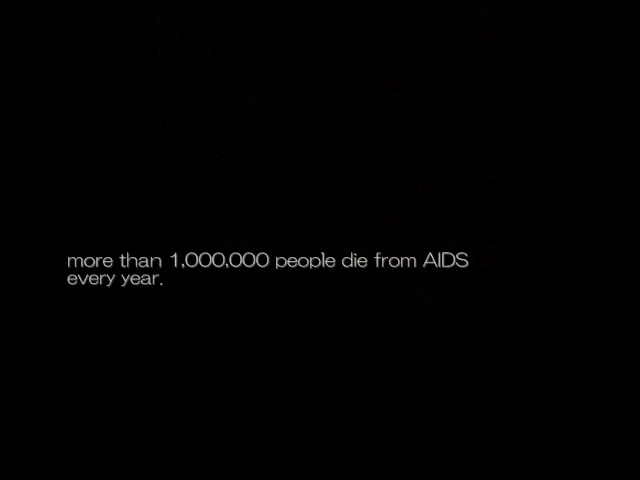 more than 1,000,000 people die from AIDS
every year.